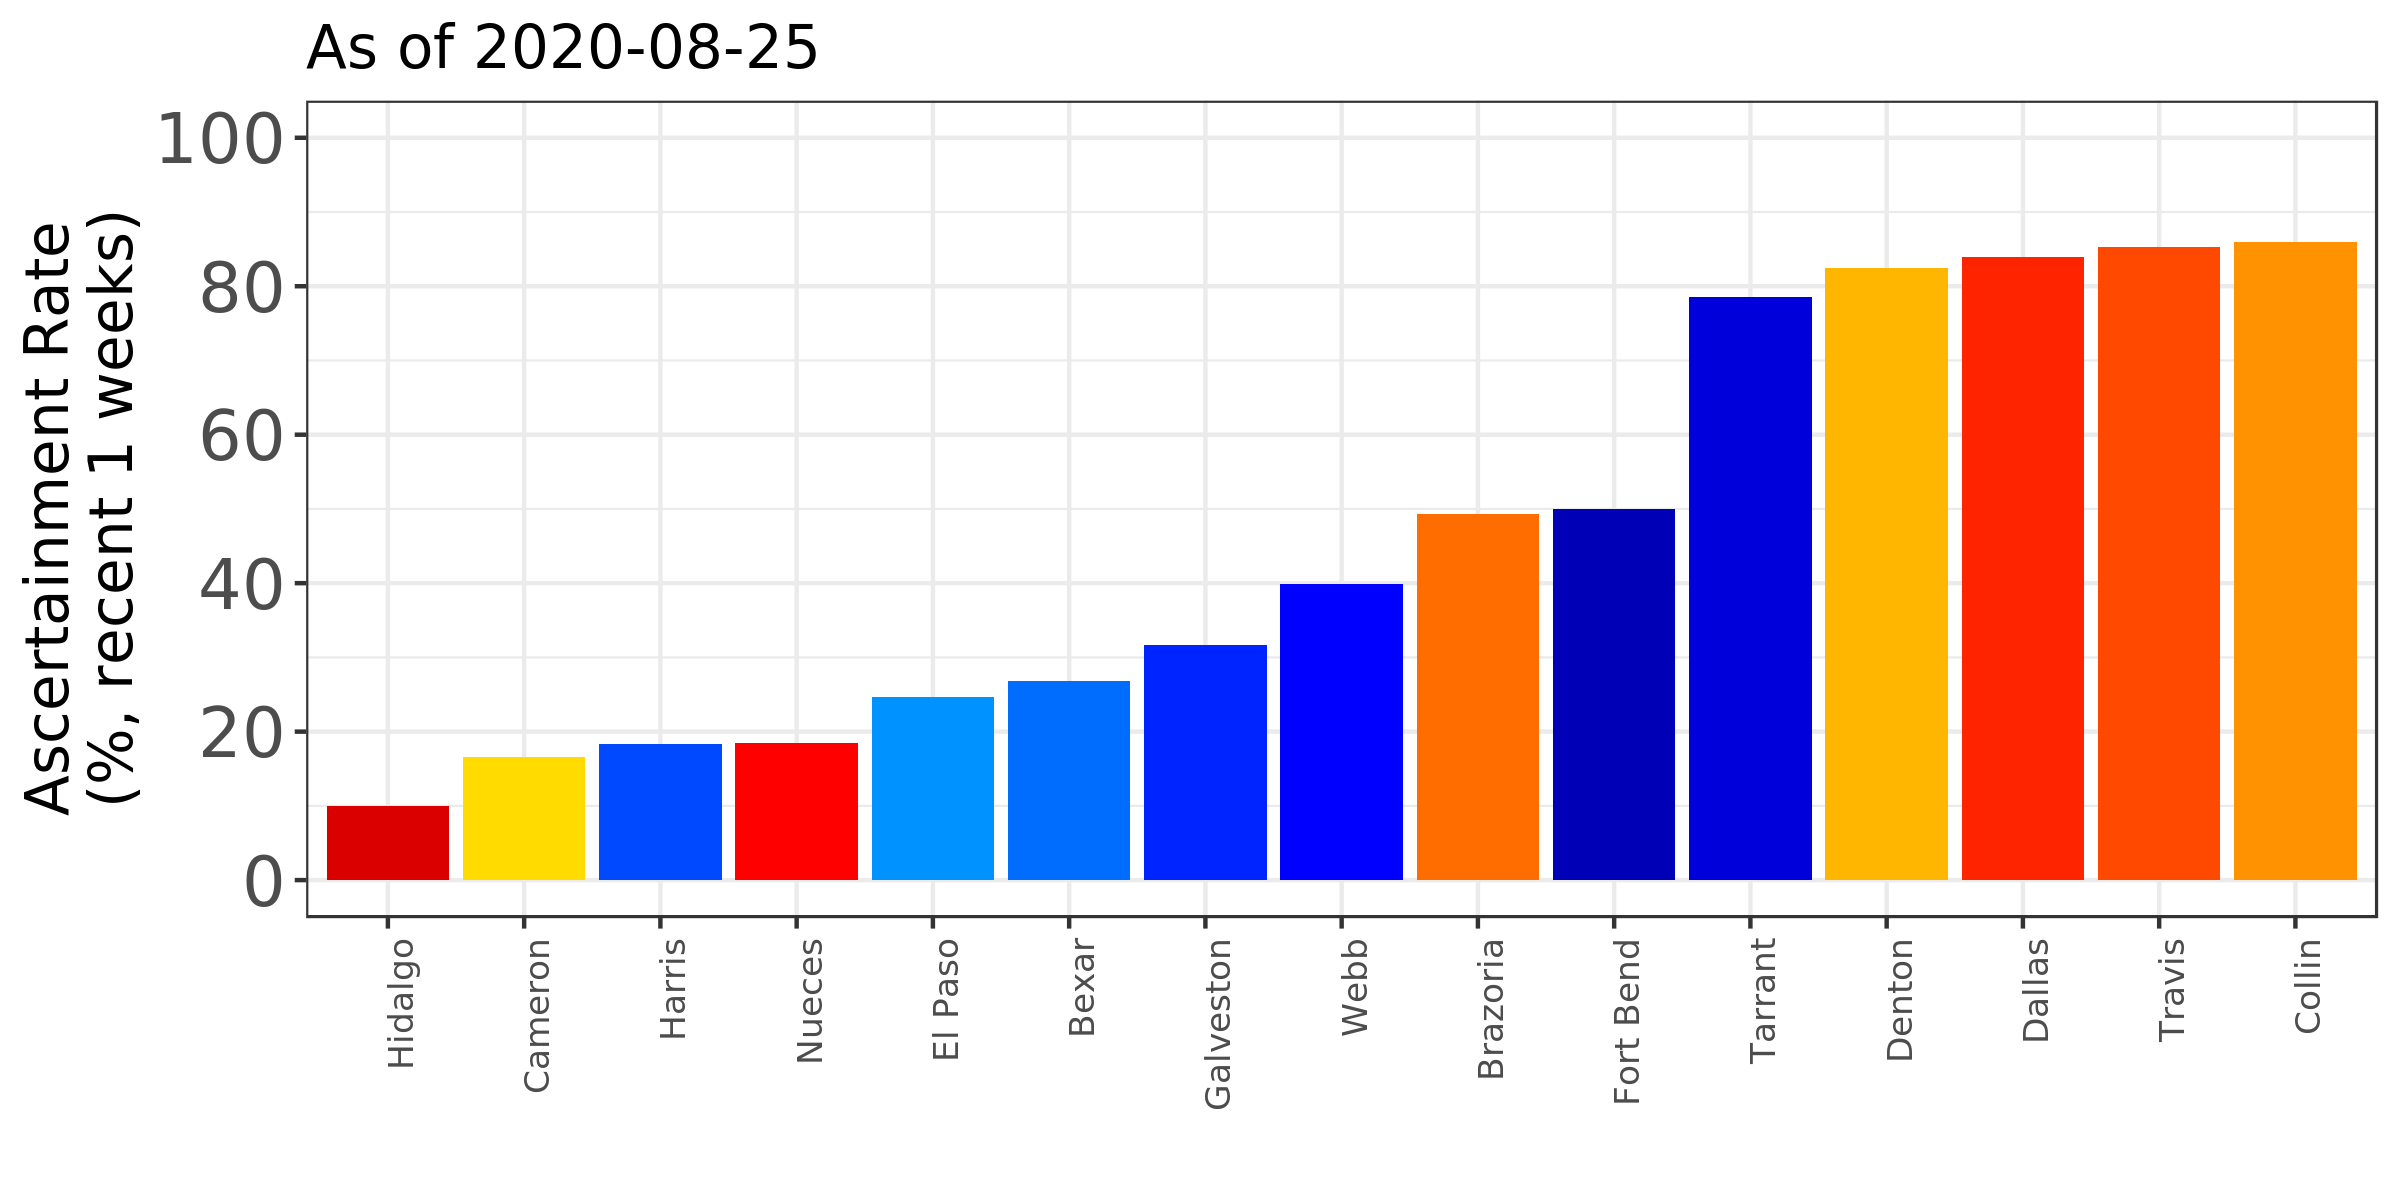 As of 2020-08-25
Ascertainment Rate
(%, recent 1 weeks)
100
80
60
40
20
0
Hidalgo
Cameron
Harris
Nueces
El Paso
Bexar
Galveston
Webb
Brazoria
Fort Bend
Tarrant
Denton
Dallas
Travis
Collin